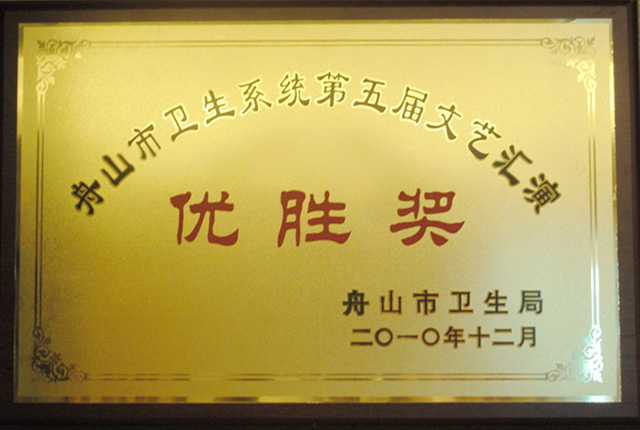 舟山市卫生系统第五届文艺汇演
优胜奖
舟山市卫生局
二〇一〇年十二月